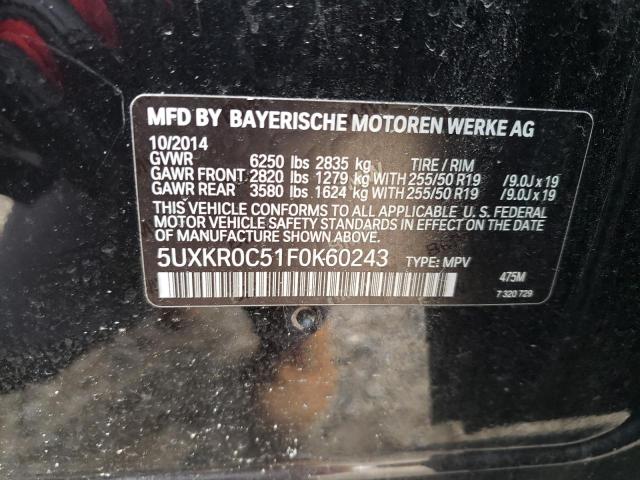 MFD BY BAYERISCHE MOTOREN WERKE AG
10/2014
GVWR 6250 lbs 2835 kg TIRE / RIM
GAWR FRONT 2820 lbs 1279 kg WITH 255/50 R19 /9.0J x 19
GAWR REAR 3580 lbs 1624 kg WITH 255/50 R19 /9.0J x 19
THIS VEHICLE CONFORMS TO ALL APPLICABLE U. S. FEDERAL
MOTOR VEHICLE SAFETY STANDARDS IN EFFECT ON THE DATE
OF MANUFACTURE SHOWN ABOVE.
5UXKR0C51F0K60243 TYPE: MPV
475M
7 320 729